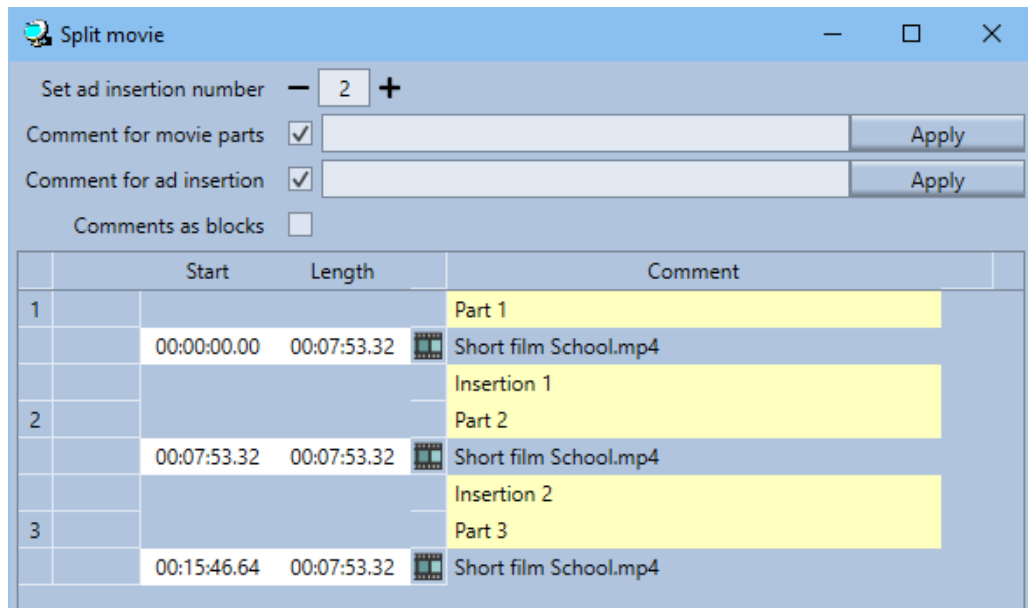 Split movie
Set ad insertion number 2
Comment for movie parts Apply
Comment for ad insertion Apply
Comments as blocks
Start Length Comment
1 Part 1
00:00:00.00 00:07:53.32 Short film School.mp4
Insertion 1
2 Part 2
00:07:53.32 00:07:53.32 Short film School.mp4
Insertion 2
3 Part 3
00:15:46.64 00:07:53.32 Short film School.mp4